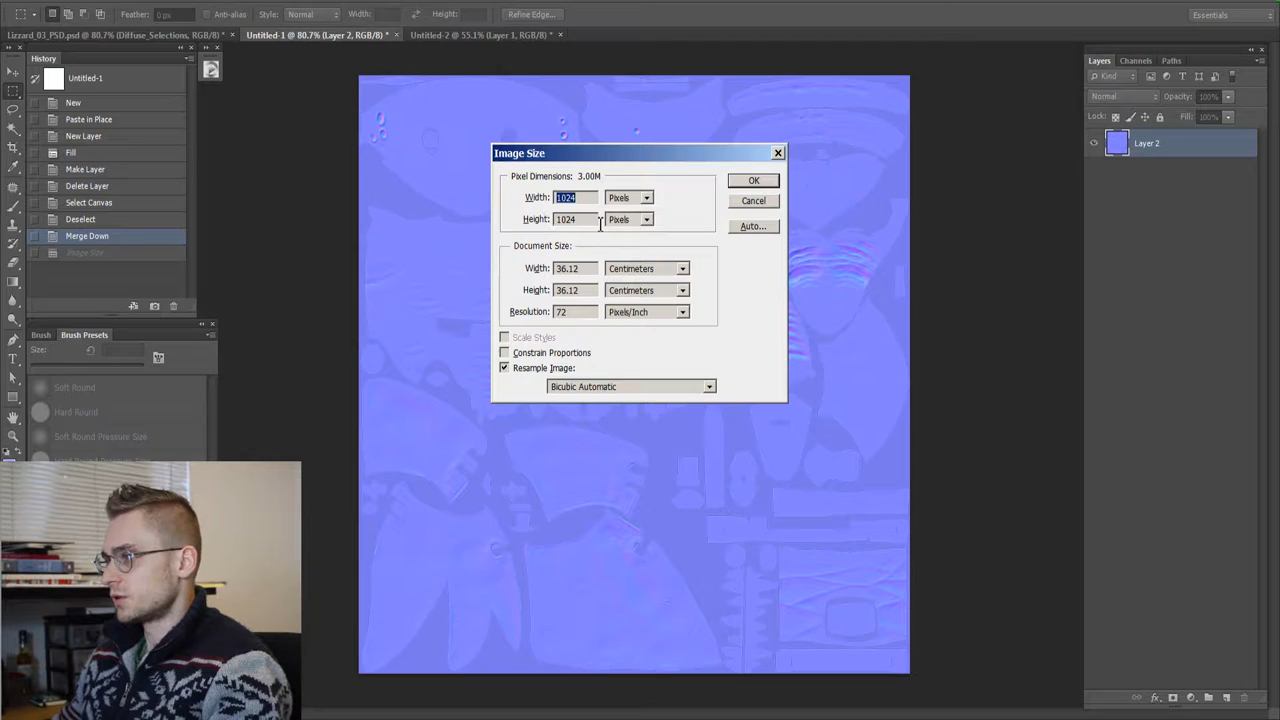 Feather: 0 px Anti-alias Style: Normal Width: Height: Refine Edge... Essentials
Lizzard_03_PSD.psd @ 80.7% (Diffuse_Selections, RGB/8) * × Untitled-1 @ 80.7% (Layer 2, RGB/8) * × Untitled-2 @ 55.1% (Layer 1, RGB/8) * ×
History
Untitled-1
New
Paste in Place
New Layer
Fill
Make Layer
Delete Layer
Select Canvas
Deselect
Merge Down
Image Size
Brush Brush Presets
Size:
Soft Round
Hard Round
Soft Round Pressure Size
Image Size
Pixel Dimensions: 3.00M
Width: 1024 Pixels
Height: 1024 Pixels
Document Size:
Width: 36.12 Centimeters
Height: 36.12 Centimeters
Resolution: 72 Pixels/Inch
Scale Styles
Constrain Proportions
Resample Image:
Bicubic Automatic
OK
Cancel
Auto...
Layers Channels Paths
Kind
Normal Opacity: 100%
Lock: Fill: 100%
Layer 2